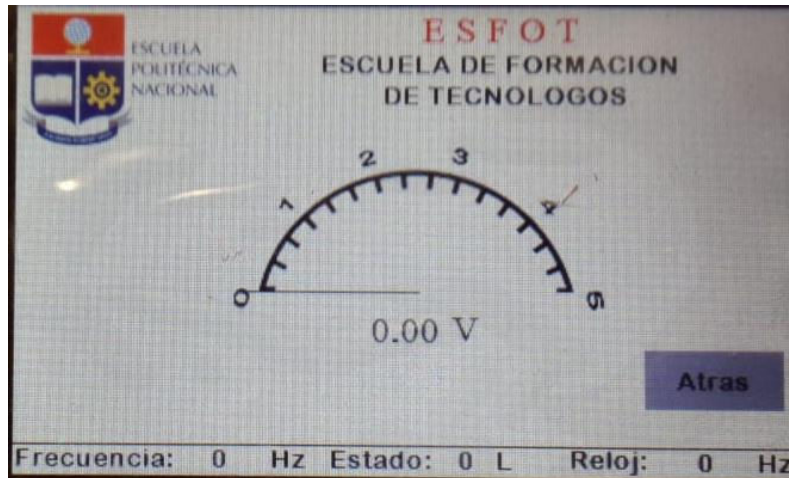 ESCUELA
POLITÉCNICA
NACIONAL
ESFOT
ESCUELA DE FORMACION
DE TECNOLOGOS
0
1
2
3
4
5
0.00 V
Atras
Frecuencia: 0 Hz Estado: 0 L Reloj: 0 Hz